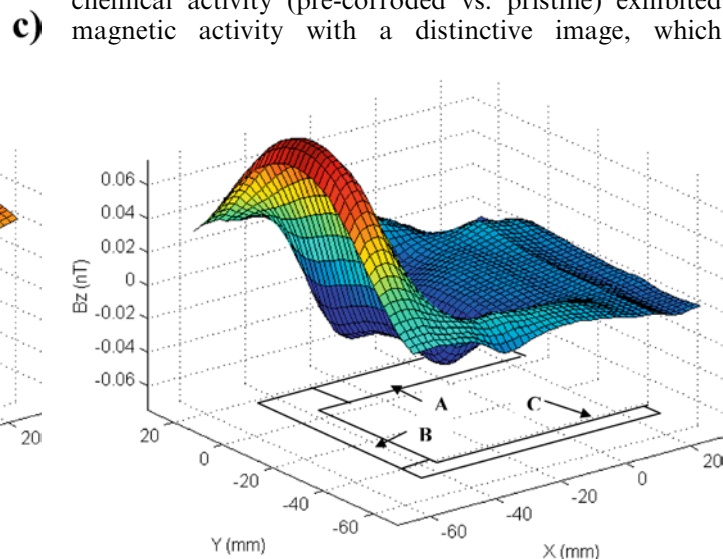 chemical activity (pre-corroded vs. pristine) exhibited
magnetic activity with a distinctive image, which
c)
0.06
0.04
0.02
0
-0.02
-0.04
-0.06
Bz (nT)
A
B
C
20
0
-20
-40
-60
Y (mm)
-60
-40
-20
0
20
X (mm)
20